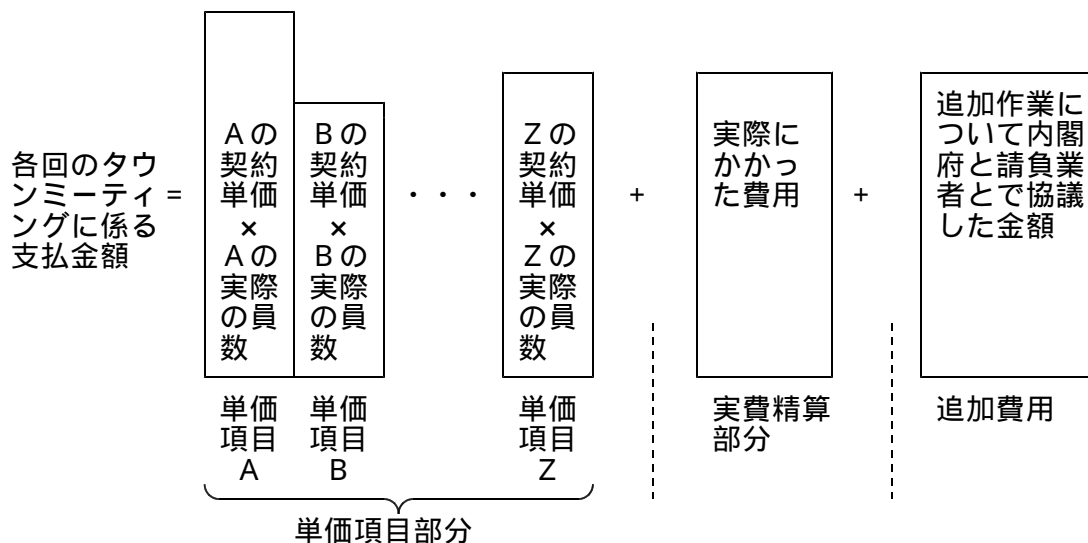 各回のタウ
ンミーティ
ングに係る
支払金額
=
Aの
契約
単価
×
Aの
実際
の員
数
Bの
契約
単価
×
Bの
実際
の員
数
・・・
Zの
契約
単価
×
Zの
実際
の員
数
+
実際に
かかっ
た費用
+
追加作業に
ついて内閣
府と請負業
者とで協議
した金額
単価
項目
A
単価
項目
B
単価
項目
Z
実費精算
部分
追加費用
単価項目部分